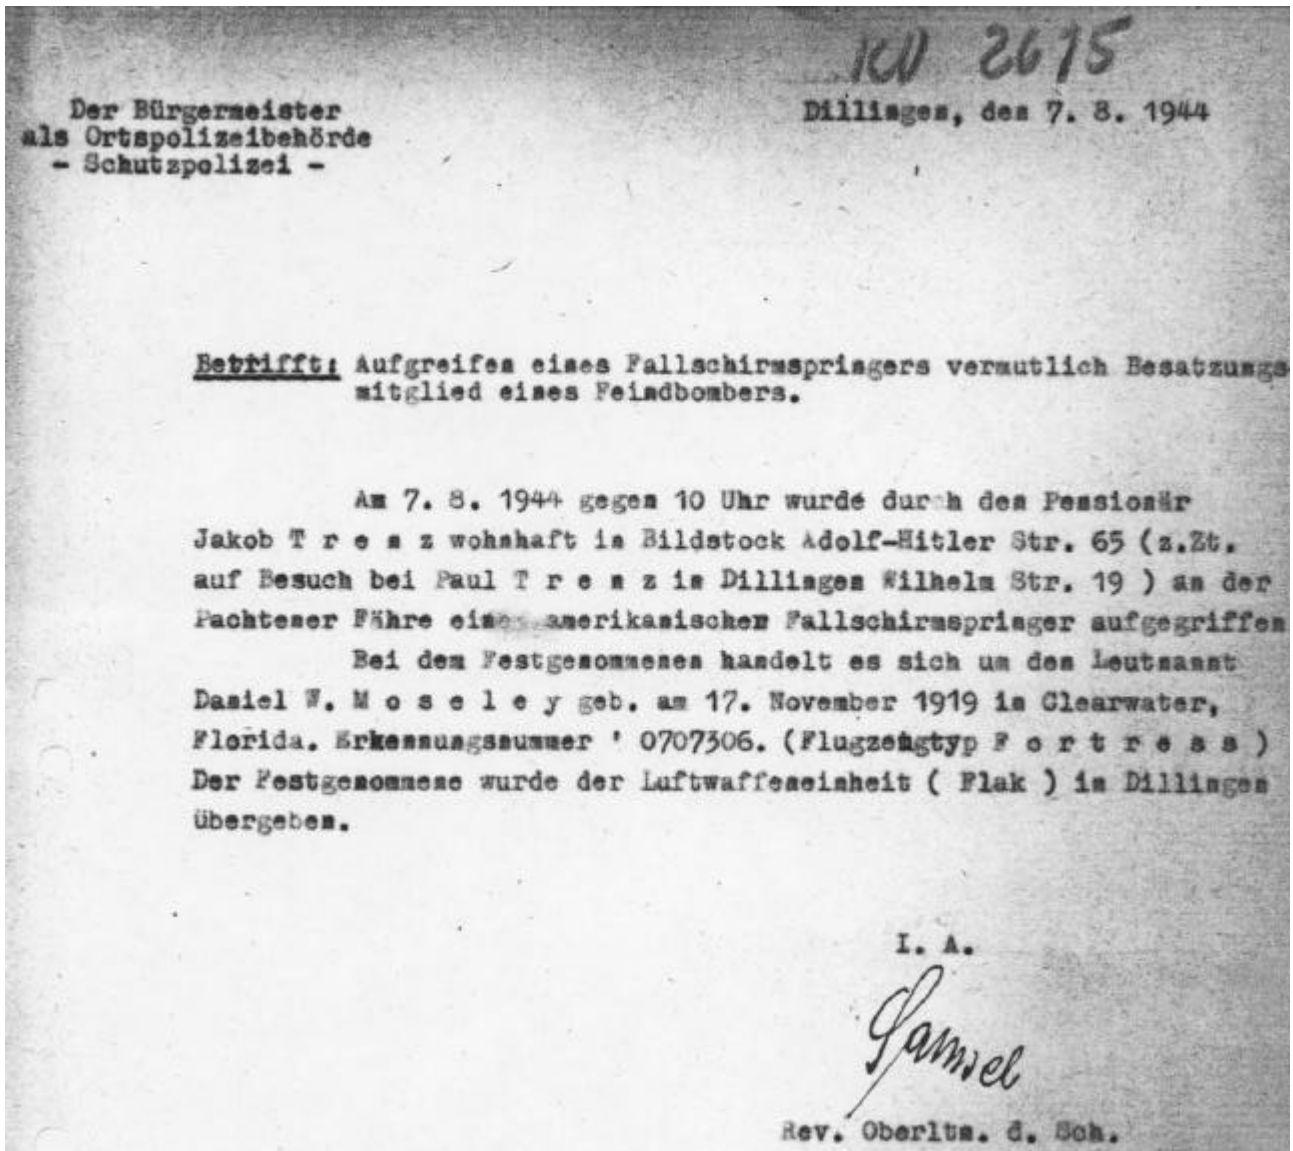 KU 2675
Der Bürgermeister
als Ortspolizeibehörde
- Schutzpolizei -
Dillingen, den 7. 8. 1944
Betrifft: Aufgreifen eines Fallschirmspringers vermutlich Besatzungs-
mitglied eines Feindbombers.
Am 7. 8. 1944 gegen 10 Uhr wurde durch den Pensionär
Jakob T r e n z wohnhaft in Bildstock Adolf-Hitler Str. 65 (z.Zt.
auf Besuch bei Paul T r e n z in Dillingen Wilhelm Str. 19 ) an der
Pachtener Fähre einen amerikanischen Fallschirmspringer aufgegriffen
Bei dem Festgenommenen handelt es sich um den Leutnannt
Daniel W. M o s e l e y geb. am 17. November 1919 in Clearwater,
Florida. Erkennungsnummer ' 0707306. (Flugzeugtyp F o r t r e s s )
Der Festgenommene wurde der Luftwaffeneinheit ( Flak ) in Dillingen
übergeben.
I. A.
Samsel
Rev. Oberltn. d. Sch.